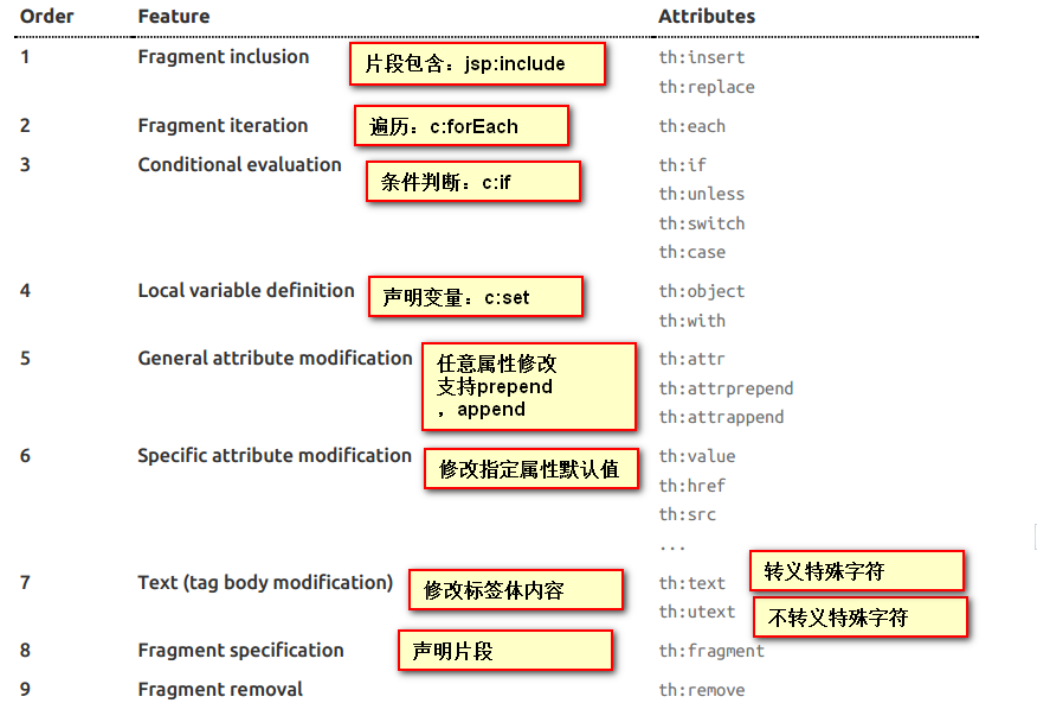 Order Feature Attributes
1 Fragment inclusion 片段包含：jsp:include th:insert
th:replace
2 Fragment iteration 遍历：c:forEach th:each
3 Conditional evaluation 条件判断：c:if th:if
th:unless
th:switch
th:case
4 Local variable definition 声明变量：c:set th:object
th:with
5 General attribute modification 任意属性修改 th:attr
支持prepend th:attrprepend
，append th:attrappend
6 Specific attribute modification 修改指定属性默认值 th:value
th:href
th:src
...
7 Text (tag body modification) 修改标签体内容 th:text 转义特殊字符
th:utext 不转义特殊字符
8 Fragment specification 声明片段 th:fragment
9 Fragment removal th:remove